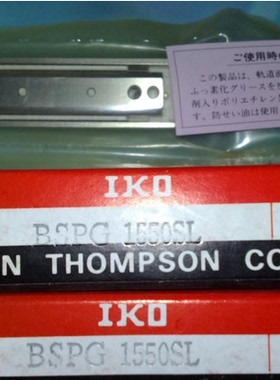 ご使用時の
この製品は、軌道面
ふっ素化グリースを
剤入りポリエチレン
す。防せい油は使用
IKO
BSPG 1550SL
N THOMPSON CO
IKO
BSPG 1550SL